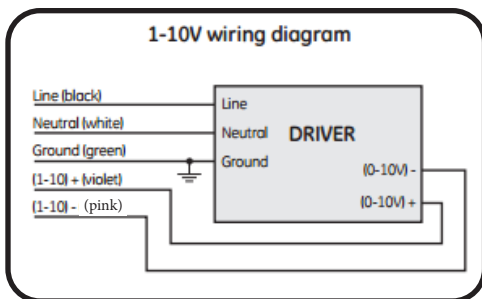 1-10V wiring diagram
Line (black)
Neutral (white)
Ground (green)
(1-10) + (violet)
(1-10) - (pink)
Line
Neutral
Ground
DRIVER
(0-10V) -
(0-10V) +